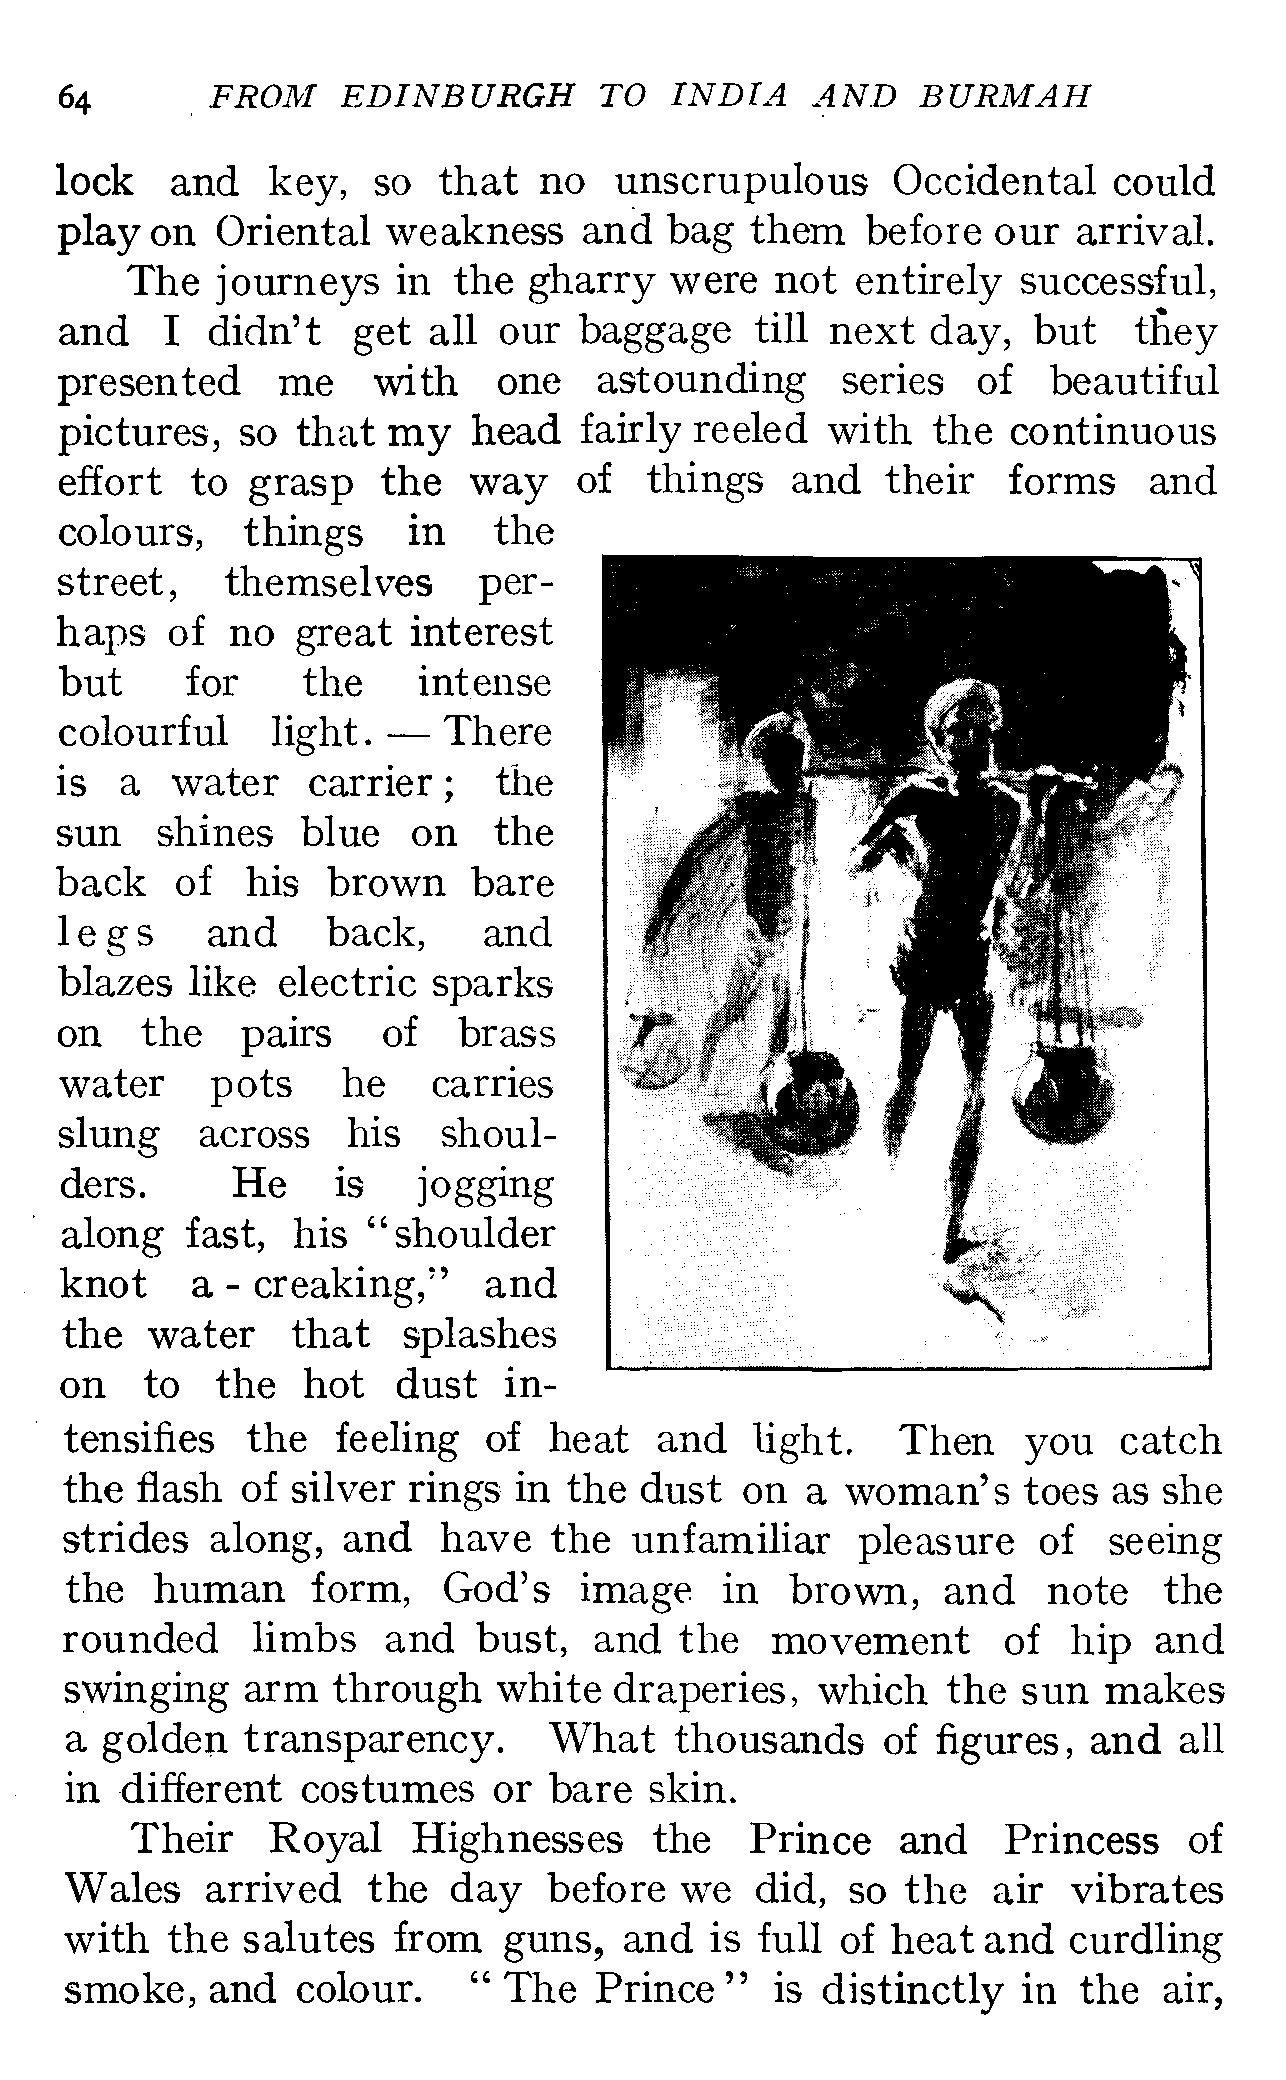 64 FROM EDINBURGH TO INDIA AND BURMAH
lock and key, so that no unscrupulous Occidental could
play on Oriental weakness and bag them before our arrival.
The journeys in the gharry were not entirely successful,
and I didn't get all our baggage till next day, but they
presented me with one astounding series of beautiful
pictures, so that my head fairly reeled with the continuous
effort to grasp the way of things and their forms and
colours, things in the
street, themselves per-
haps of no great interest
but for the intense
colourful light. — There
is a water carrier; the
sun shines blue on the
back of his brown bare
legs and back, and
blazes like electric sparks
on the pairs of brass
water pots he carries
slung across his shoul-
ders. He is jogging
along fast, his "shoulder
knot a-creaking," and
the water that splashes
on to the hot dust in-
tensifies the feeling of heat and light. Then you catch
the flash of silver rings in the dust on a woman's toes as she
strides along, and have the unfamiliar pleasure of seeing
the human form, God's image in brown, and note the
rounded limbs and bust, and the movement of hip and
swinging arm through white draperies, which the sun makes
a golden transparency. What thousands of figures, and all
in different costumes or bare skin.
Their Royal Highnesses the Prince and Princess of
Wales arrived the day before we did, so the air vibrates
with the salutes from guns, and is full of heat and curdling
smoke, and colour. "The Prince" is distinctly in the air,